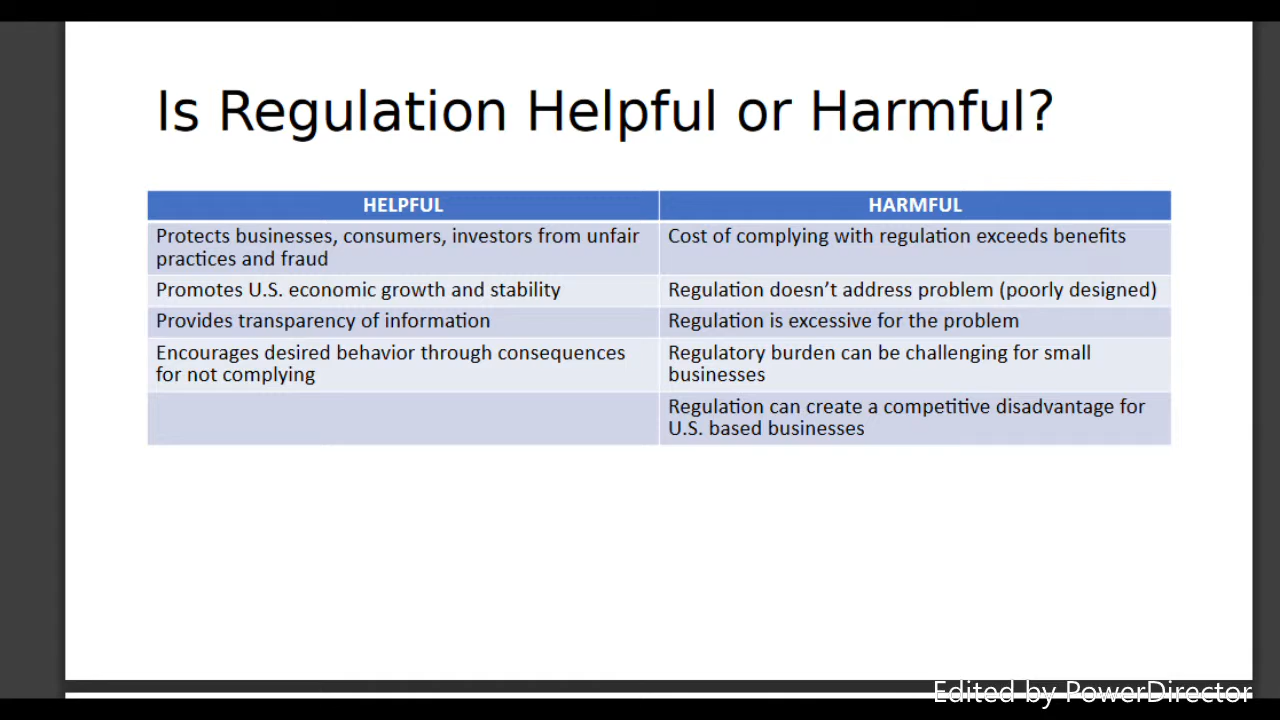 Is Regulation Helpful or Harmful?
HELPFUL
HARMFUL
Protects businesses, consumers, investors from unfair
practices and fraud
Cost of complying with regulation exceeds benefits
Promotes U.S. economic growth and stability
Regulation doesn’t address problem (poorly designed)
Provides transparency of information
Regulation is excessive for the problem
Encourages desired behavior through consequences
for not complying
Regulatory burden can be challenging for small
businesses
Regulation can create a competitive disadvantage for
U.S. based businesses
Edited by PowerDirector